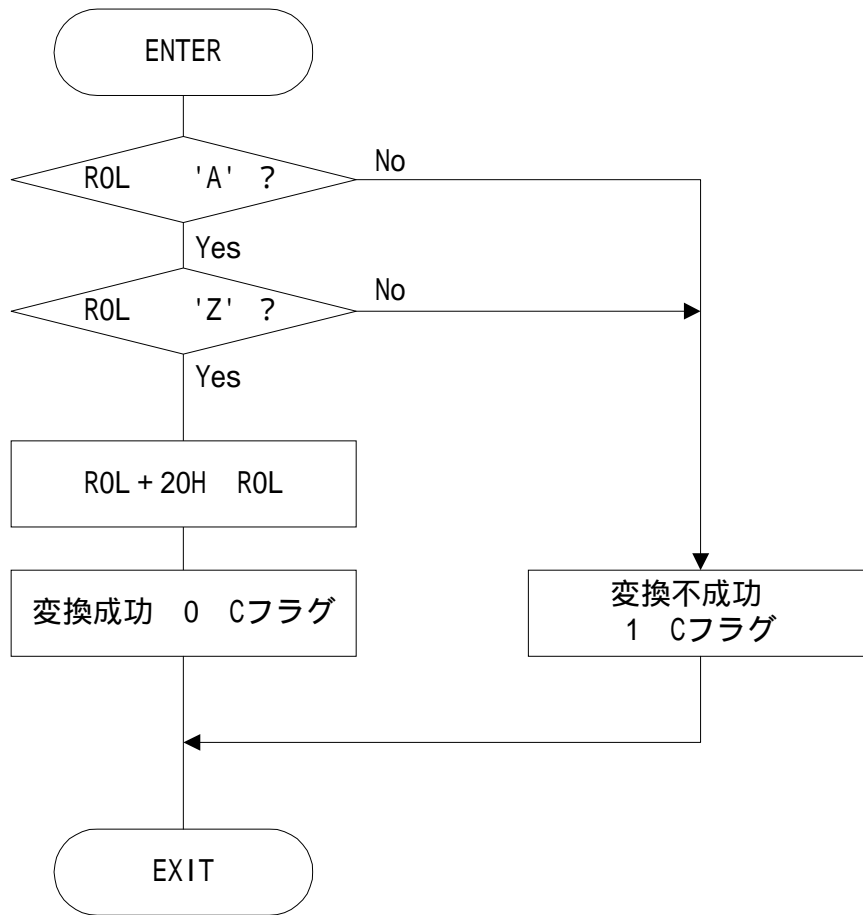 ENTER
R0L 'A' ?
No
Yes
R0L 'Z' ?
No
Yes
R0L+20H R0L
変換成功 0 Cフラグ
変換不成功
1 Cフラグ
EXIT